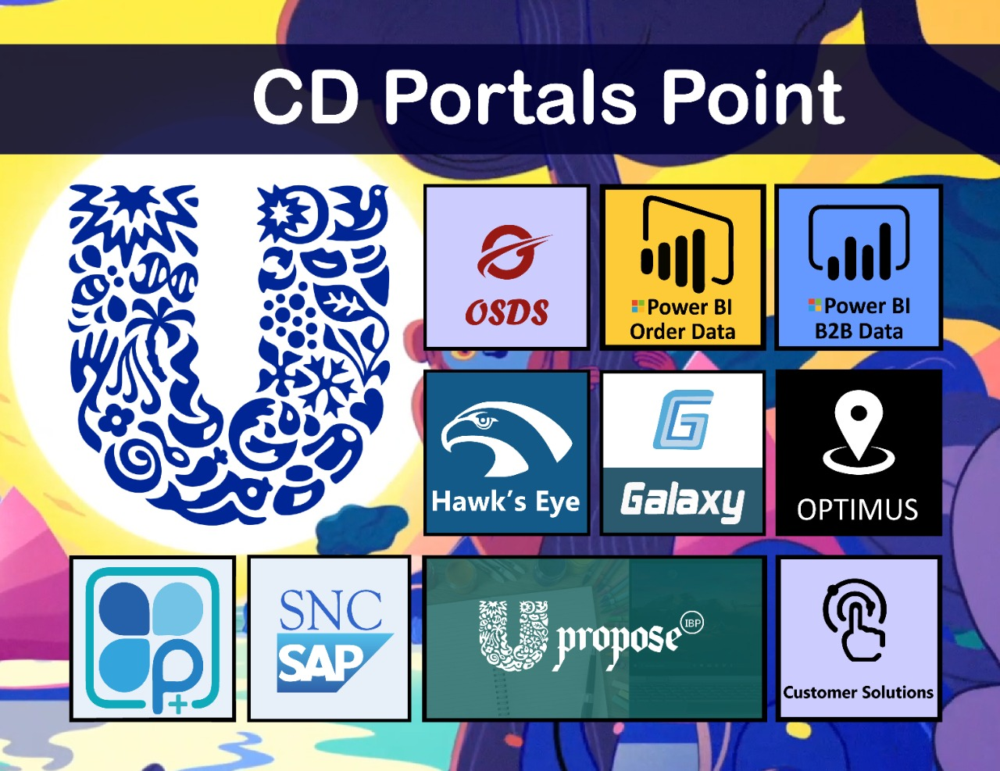 CD Portals Point
OSDS
Power BI
Order Data
Power BI
B2B Data
Hawk's Eye
G
Galaxy
OPTIMUS
p+
SNC
SAP
U propose IBP
Customer Solutions